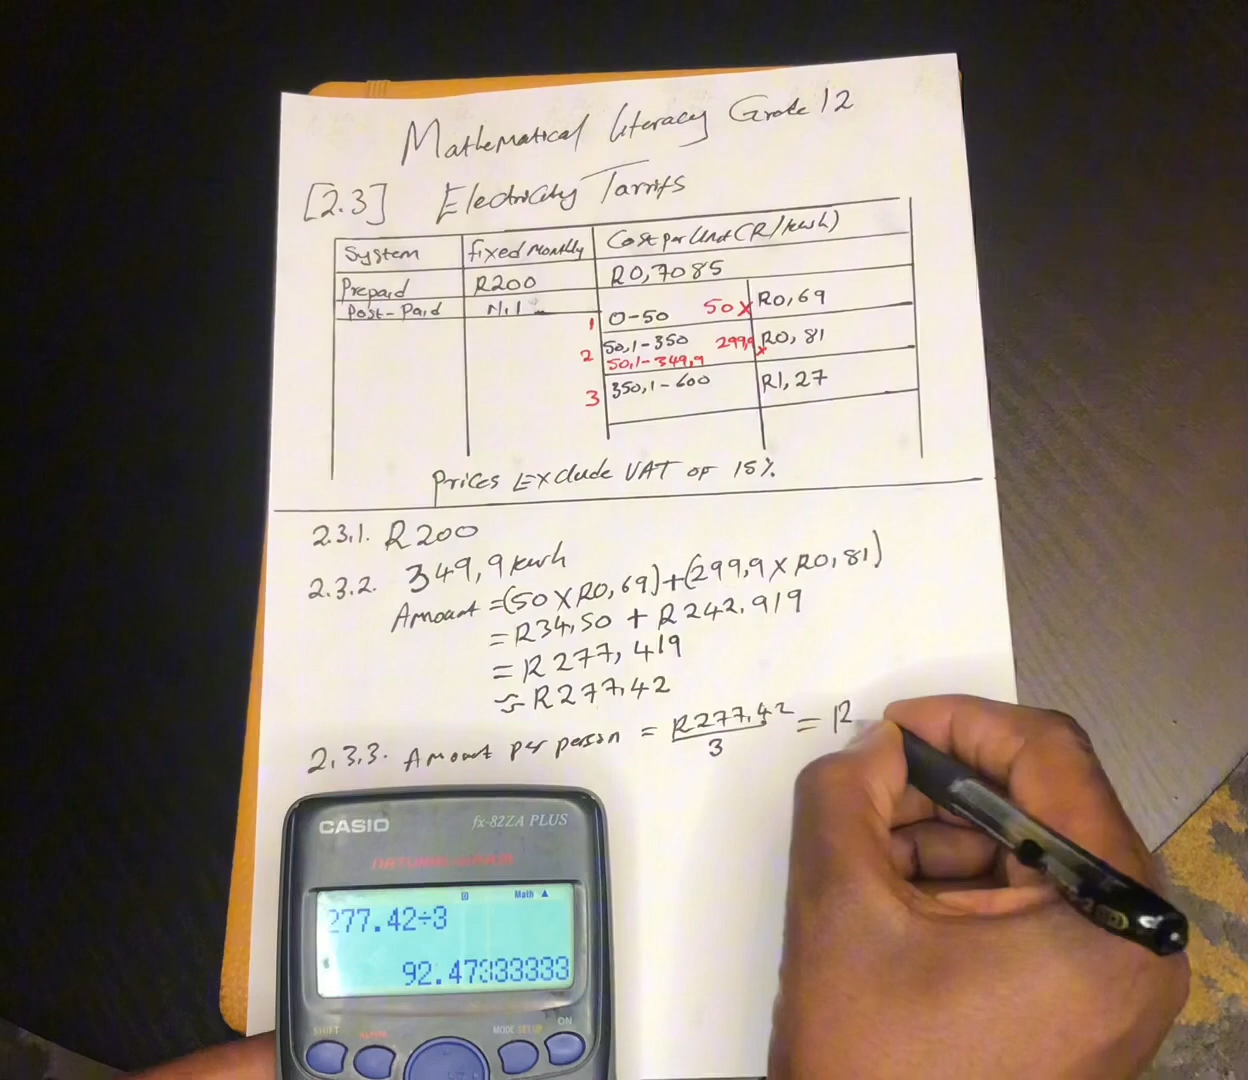 Mathematical Literacy Grade 12
[2.3] Electricity Tarrifs
System fixed Monthly Cost per Unit (R/kwh)
Prepaid R200 R0,7085
Post-Paid Nil 1 0-50 50x R0,69
2 50,1-350 299,9x R0,81
50,1-349,9
3 350,1-600 R1,27
Prices Exclude VAT of 15%
2.3.1. R200
2.3.2. 349,9 kwh
Amount =(50 X R0,69)+(299,9 X R0,81)
= R34,50 + R242.919
= R277,419
≈ R277,42
2.3.3. Amount per person = R277,42 = R
3
CASIO fx-82ZA PLUS
NATURAL-V.P.A.M.
D Math ▲
277.42÷3
92.47333333
SHIFT ALPHA MODE SETUP ON